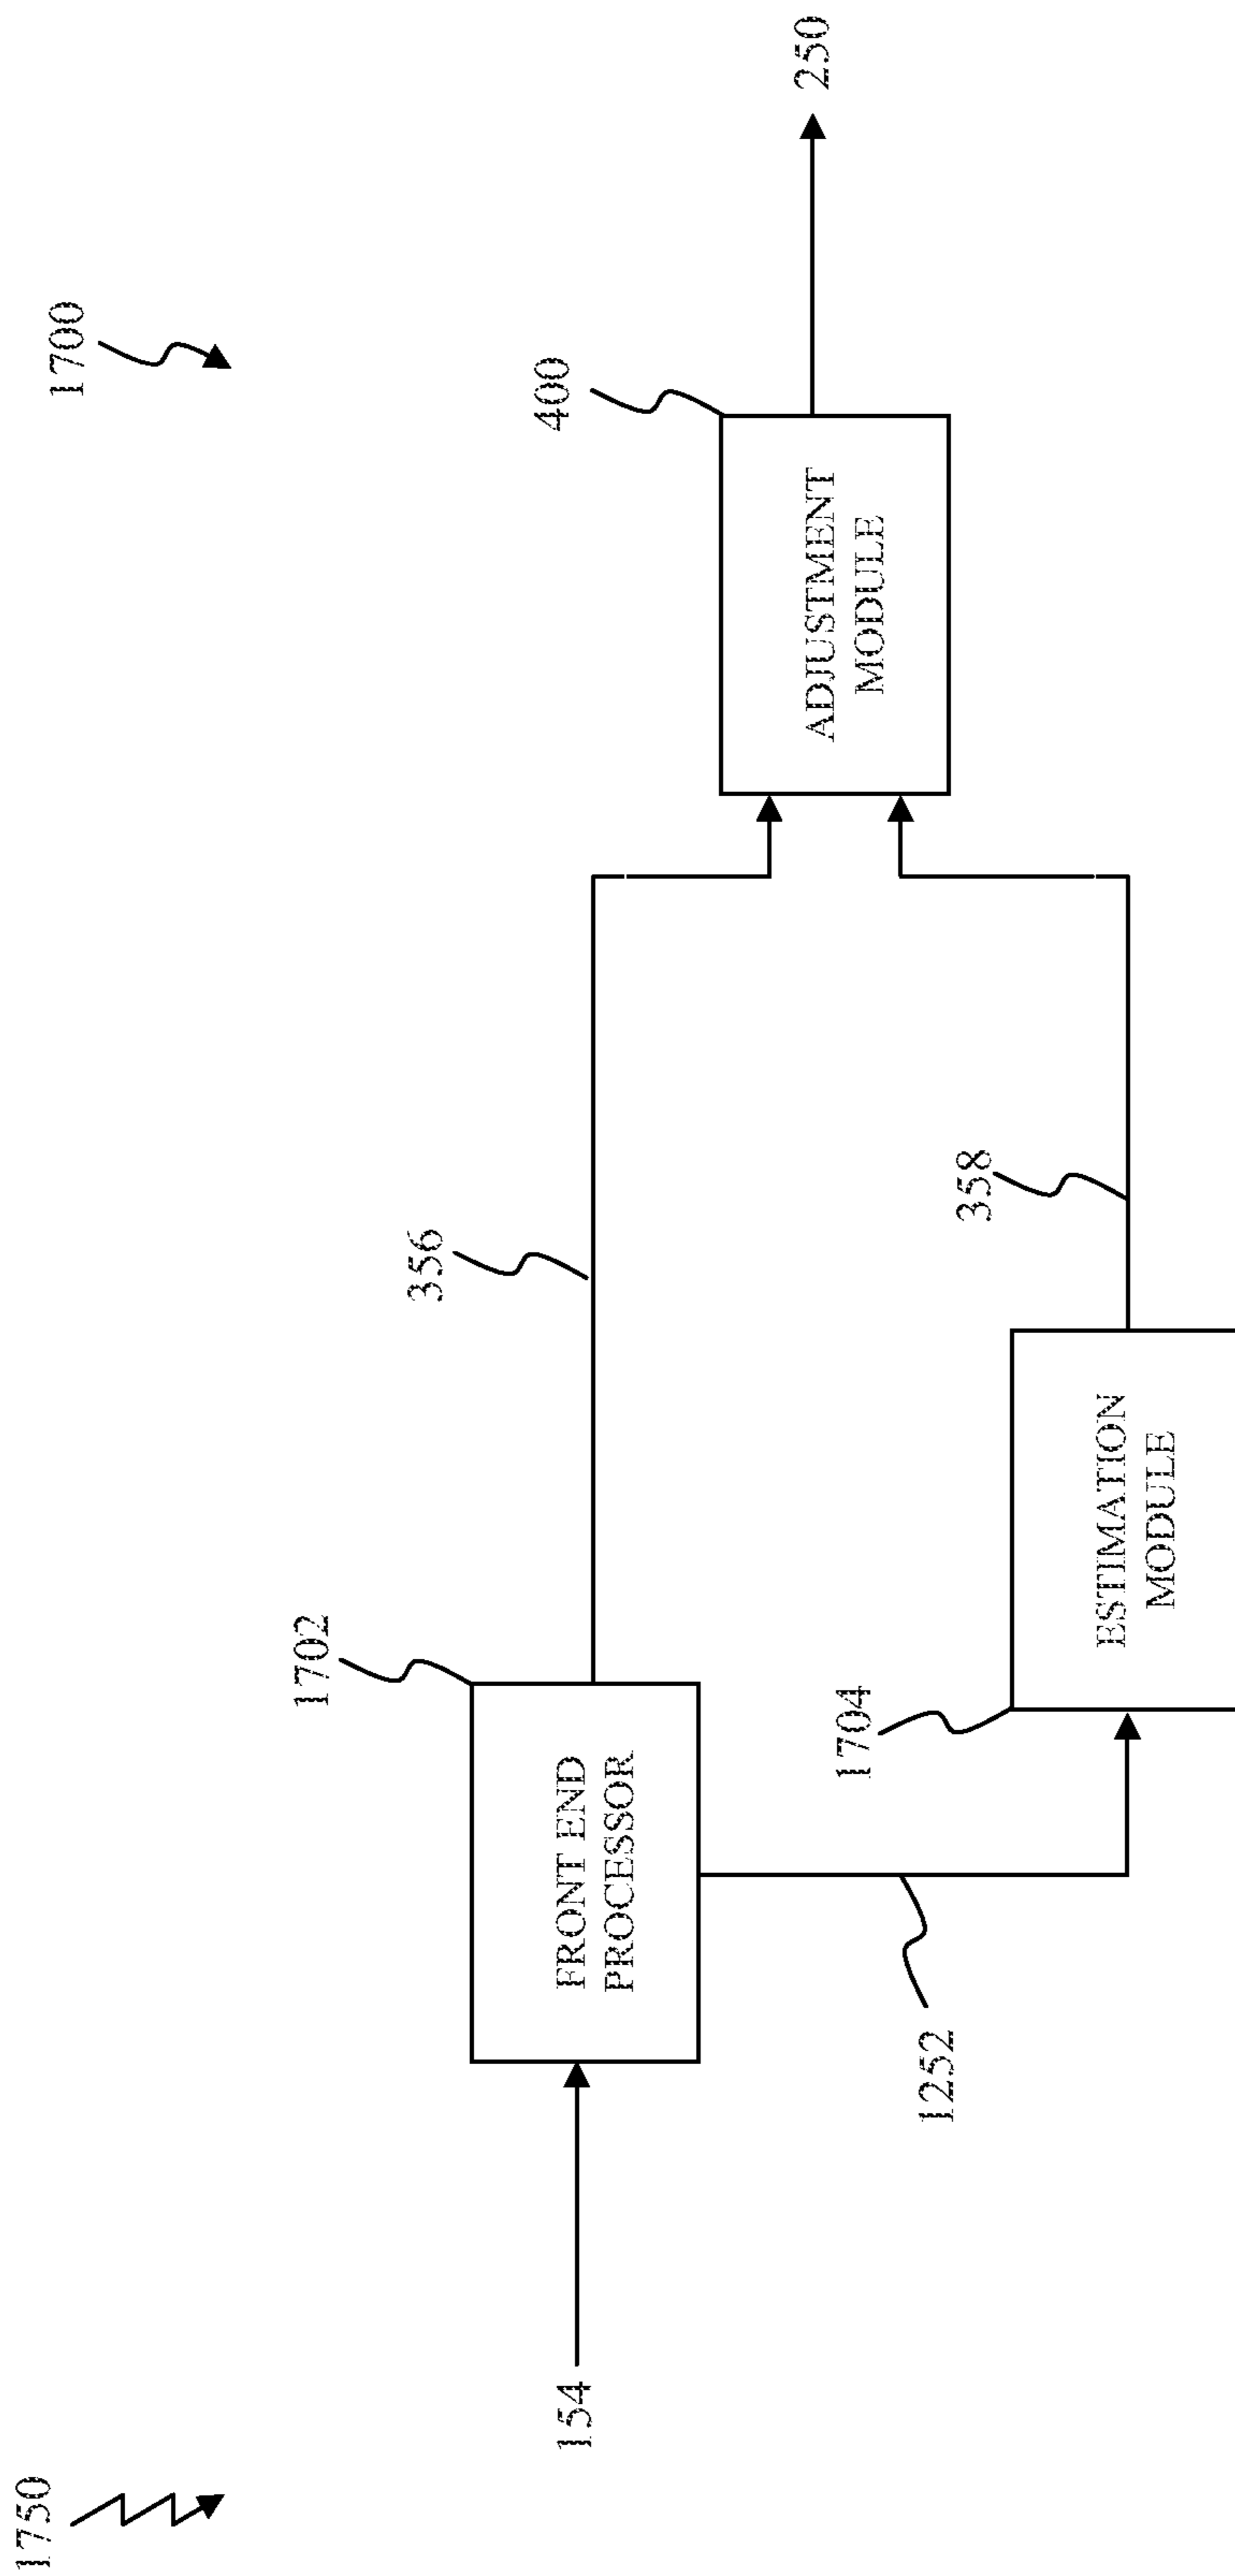 1750
1700
154
FRONT END
PROCESSOR
1702
356
1252
1704
ESTIMATION
MODULE
358
400
ADJUSTMENT
MODULE
250